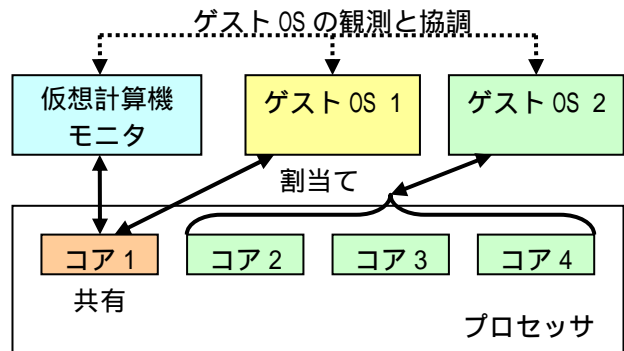 ゲスト OS の観測と協調
仮想計算機
モニタ
ゲスト OS 1
ゲスト OS 2
割当て
コア 1
コア 2
コア 3
コア 4
共有
プロセッサ